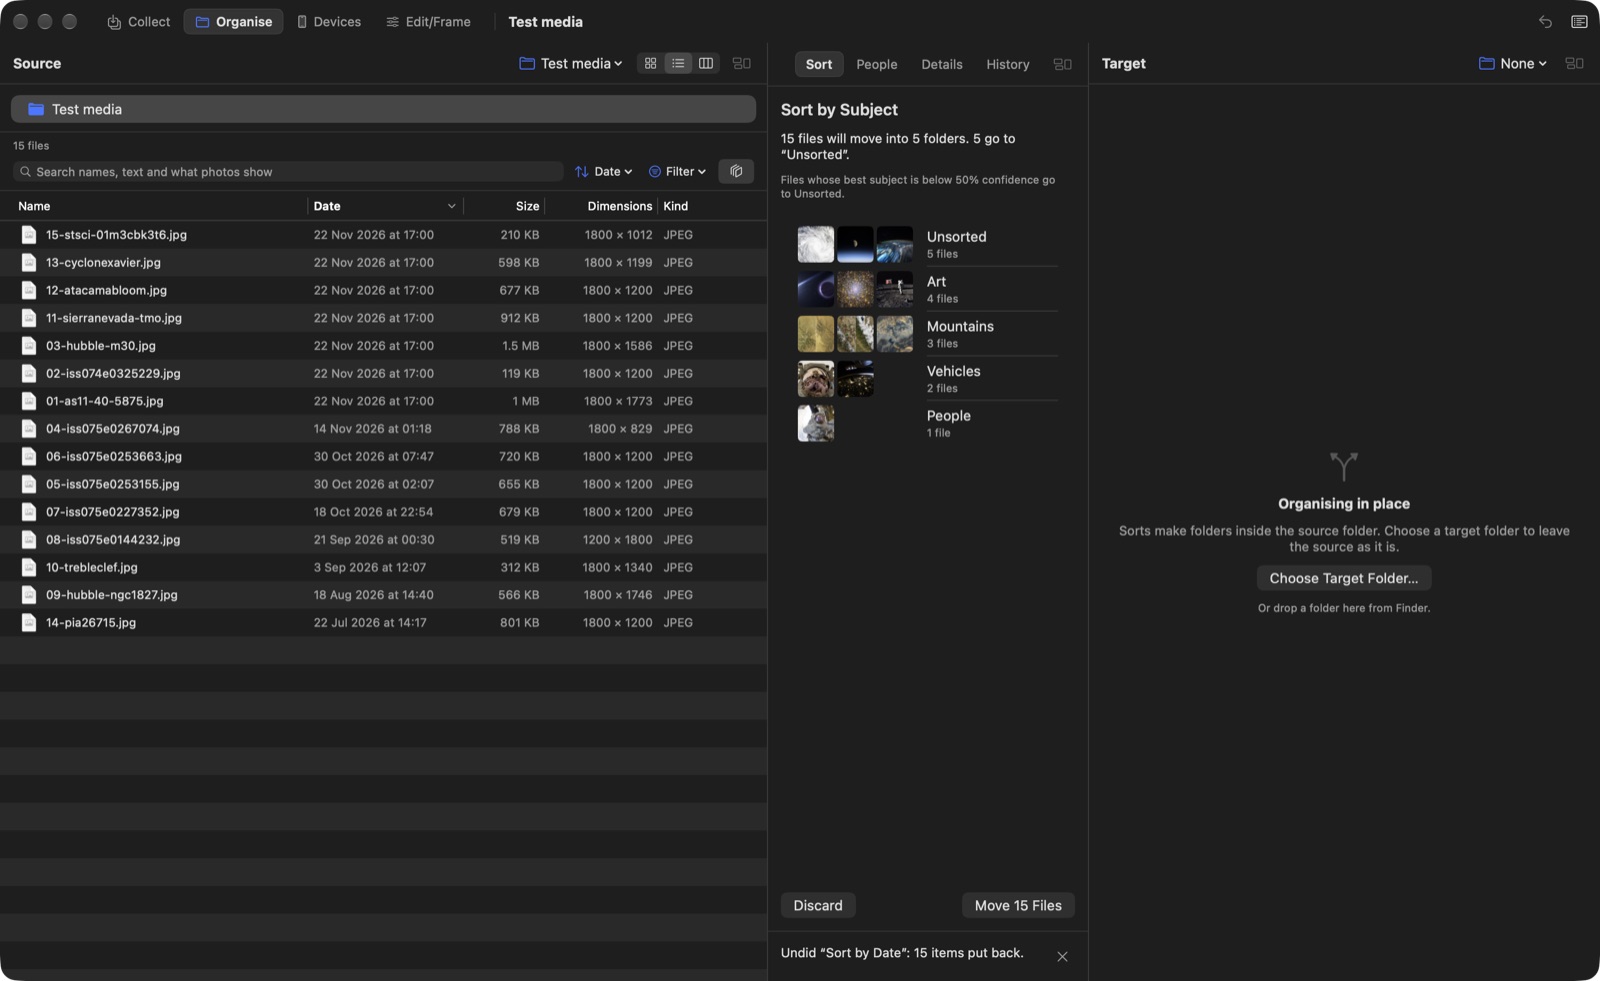 Collect
Organise
Devices
Edit/Frame
Test media
Source
Test media
Test media
15 files
Search names, text and what photos show
Date
Filter
Name Date Size Dimensions Kind
15-stsci-01m3cbk3t6.jpg 22 Nov 2026 at 17:00 210 KB 1800 × 1012 JPEG
13-cyclonexavier.jpg 22 Nov 2026 at 17:00 598 KB 1800 × 1199 JPEG
12-atacamabloom.jpg 22 Nov 2026 at 17:00 677 KB 1800 × 1200 JPEG
11-sierranevada-tmo.jpg 22 Nov 2026 at 17:00 912 KB 1800 × 1200 JPEG
03-hubble-m30.jpg 22 Nov 2026 at 17:00 1.5 MB 1800 × 1586 JPEG
02-iss074e0325229.jpg 22 Nov 2026 at 17:00 119 KB 1800 × 1200 JPEG
01-as11-40-5875.jpg 22 Nov 2026 at 17:00 1 MB 1800 × 1773 JPEG
04-iss075e0267074.jpg 14 Nov 2026 at 01:18 788 KB 1800 × 829 JPEG
06-iss075e0253663.jpg 30 Oct 2026 at 07:47 720 KB 1800 × 1200 JPEG
05-iss075e0253155.jpg 30 Oct 2026 at 02:07 655 KB 1800 × 1200 JPEG
07-iss075e0227352.jpg 18 Oct 2026 at 22:54 679 KB 1800 × 1200 JPEG
08-iss075e0144232.jpg 21 Sep 2026 at 00:30 519 KB 1200 × 1800 JPEG
10-trebleclef.jpg 3 Sep 2026 at 12:07 312 KB 1800 × 1340 JPEG
09-hubble-ngc1827.jpg 18 Aug 2026 at 14:40 566 KB 1800 × 1746 JPEG
14-pia26715.jpg 22 Jul 2026 at 14:17 801 KB 1800 × 1200 JPEG
Sort
People
Details
History
Sort by Subject
15 files will move into 5 folders. 5 go to
“Unsorted”.
Files whose best subject is below 50% confidence go
to Unsorted.
Unsorted
5 files
Art
4 files
Mountains
3 files
Vehicles
2 files
People
1 file
Discard
Move 15 Files
Undid “Sort by Date”: 15 items put back.
Target
None
Organising in place
Sorts make folders inside the source folder. Choose a target folder to leave
the source as it is.
Choose Target Folder...
Or drop a folder here from Finder.